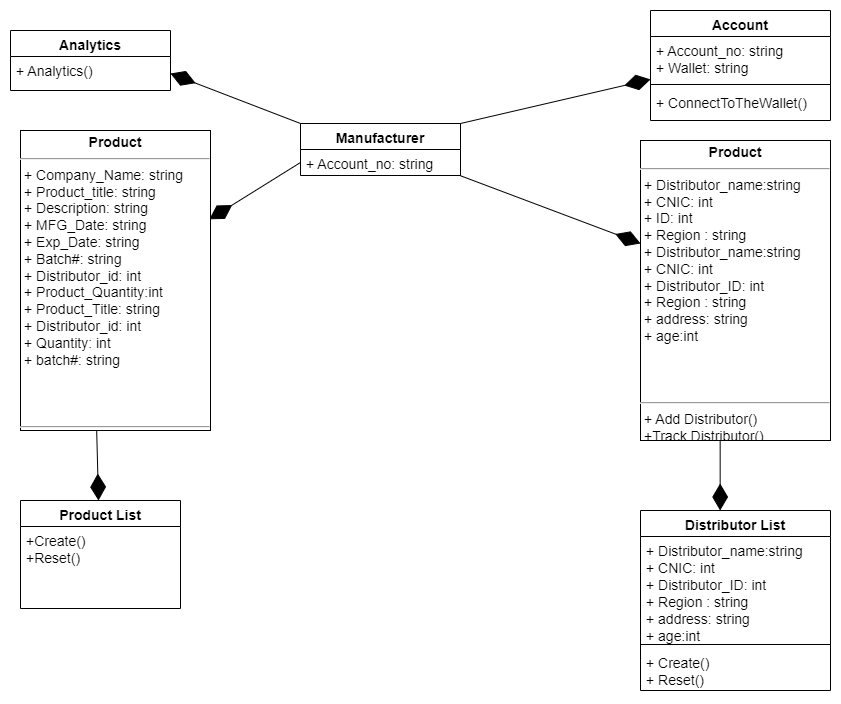 Analytics
+ Analytics()
Account
+ Account_no: string
+ Wallet: string
+ ConnectToTheWallet()
Manufacturer
+ Account_no: string
Product
+ Company_Name: string
+ Product_title: string
+ Description: string
+ MFG_Date: string
+ Exp_Date: string
+ Batch#: string
+ Distributor_id: int
+ Product_Quantity:int
+ Product_Title: string
+ Distributor_id: int
+ Quantity: int
+ batch#: string
Product
+ Distributor_name:string
+ CNIC: int
+ ID: int
+ Region : string
+ Distributor_name:string
+ CNIC: int
+ Distributor_ID: int
+ Region : string
+ address: string
+ age:int
+ Add Distributor()
+Track Distributor()
Product List
+Create()
+Reset()
Distributor List
+ Distributor_name:string
+ CNIC: int
+ Distributor_ID: int
+ Region : string
+ address: string
+ age:int
+ Create()
+ Reset()